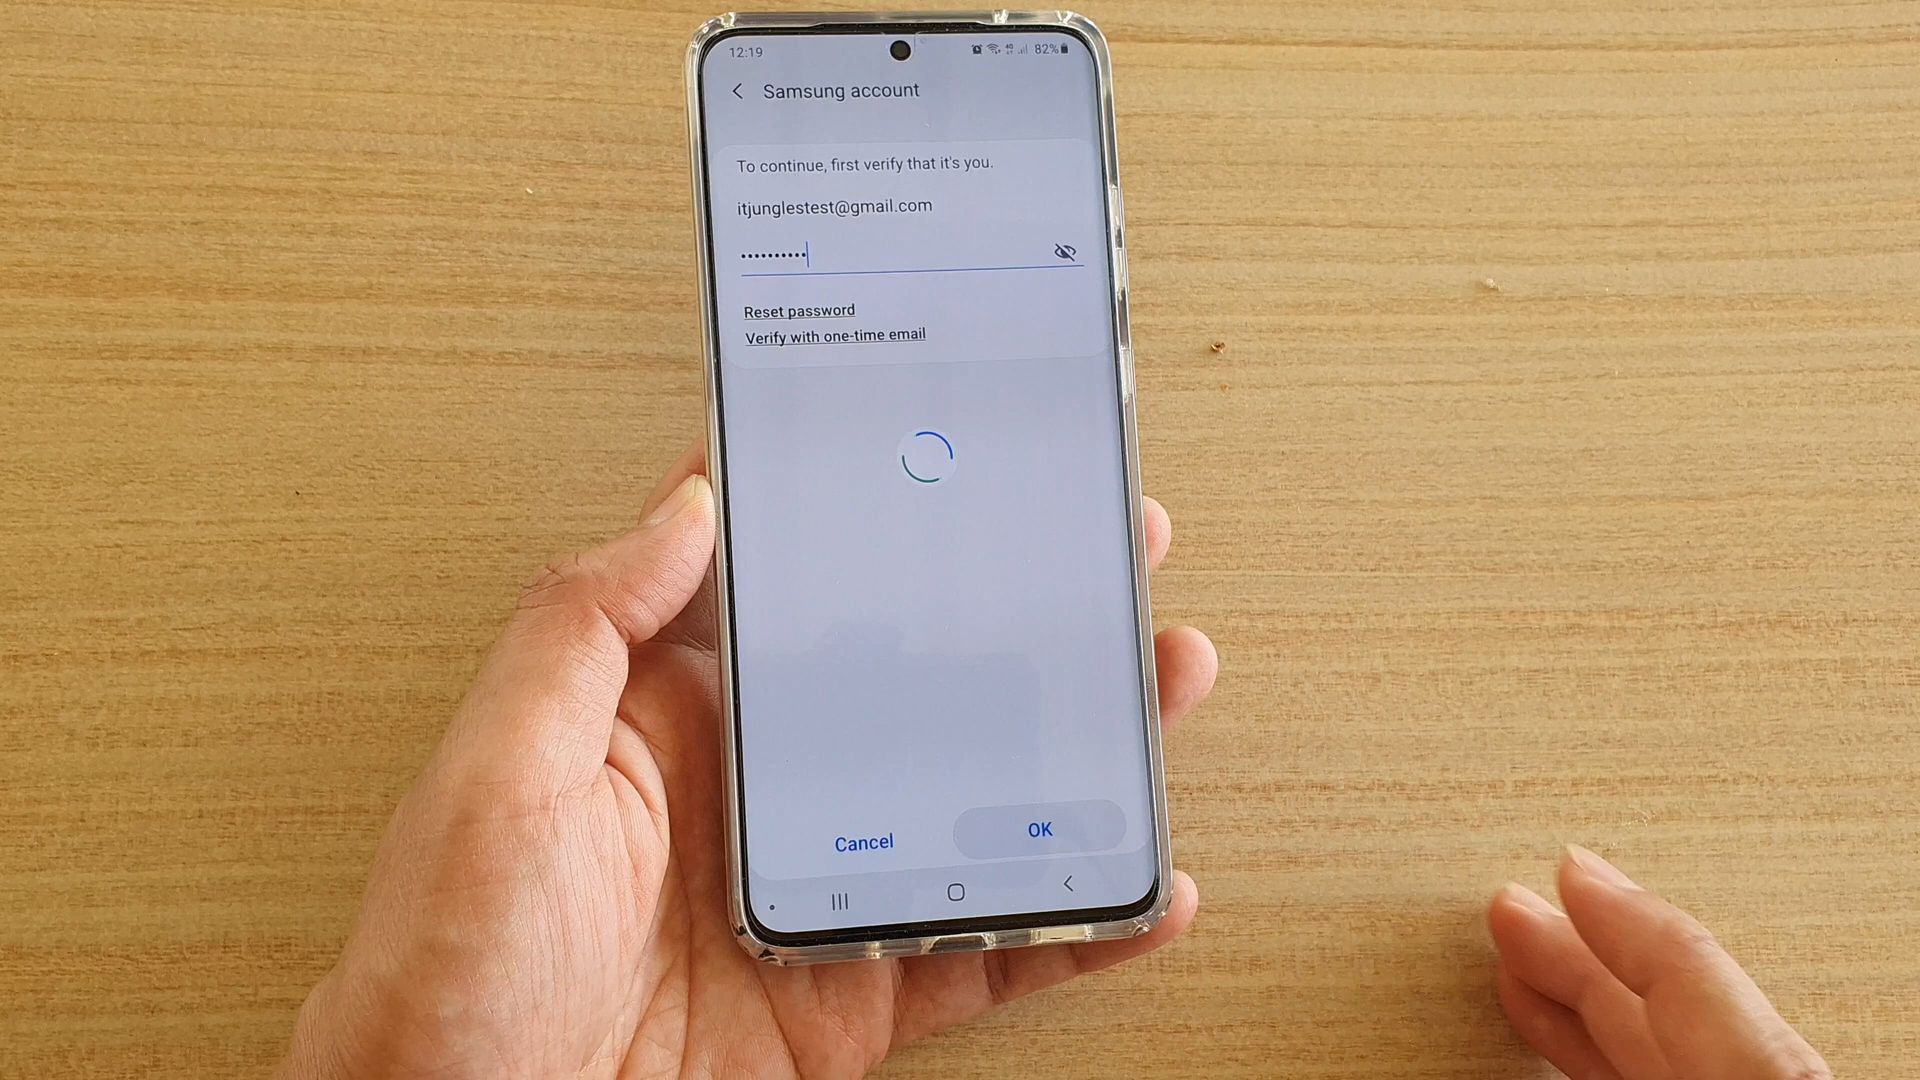 12:19
82%
Samsung account
To continue, first verify that it's you.
itjunglestest@gmail.com
••••••••••
Reset password
Verify with one-time email
Cancel
OK